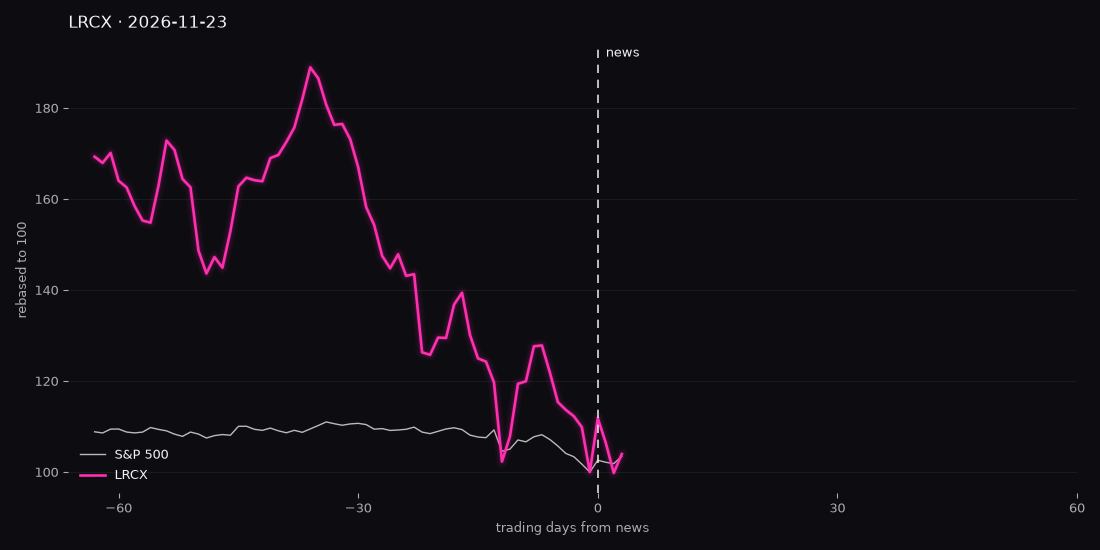 LRCX · 2026-11-23
news
180
160
140
120
100
rebased to 100
S&P 500
LRCX
−60
−30
0
30
60
trading days from news